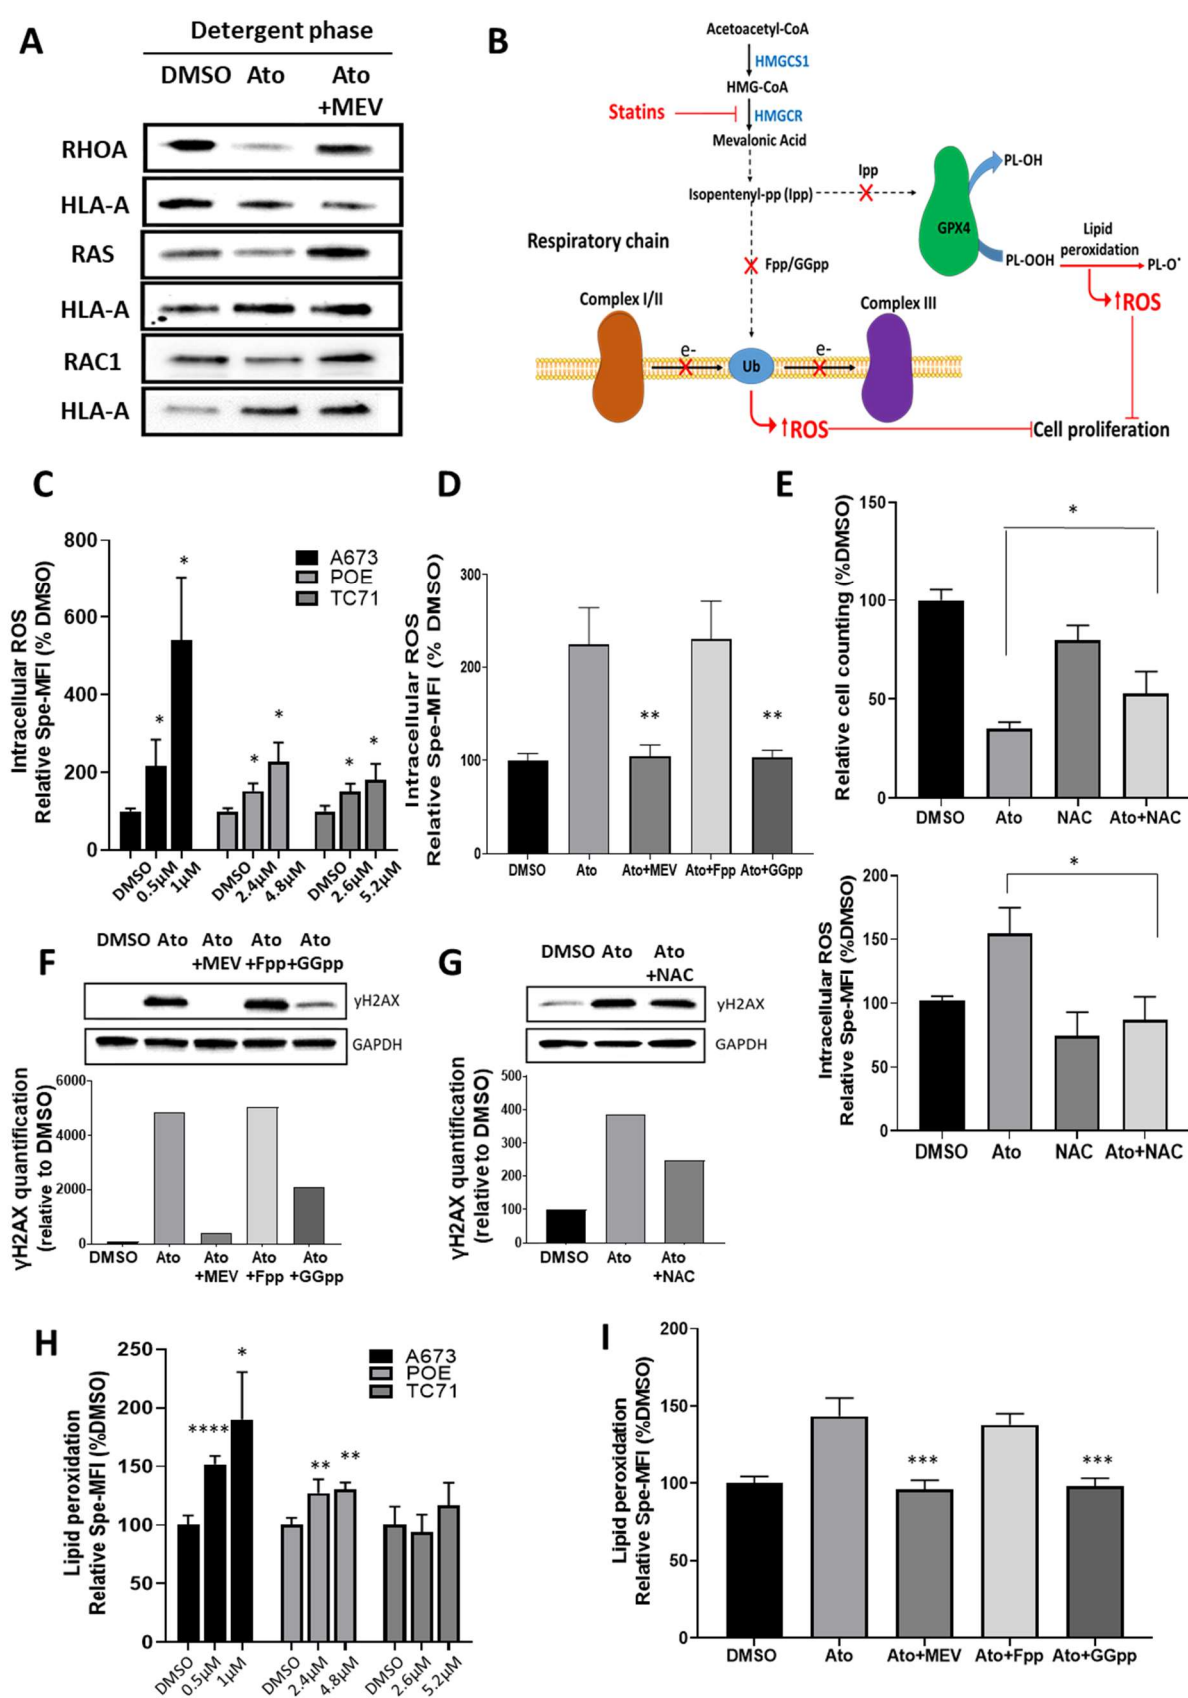 A
Detergent phase
DMSO Ato Ato
+MEV
RHOA
HLA-A
RAS
HLA-A
RAC1
HLA-A
B
Acetoacetyl-CoA
HMGCS1
HMG-CoA
Statins
HMGCR
Mevalonic Acid
Isopentenyl-pp (Ipp)
Ipp
GPX4
PL-OH
PL-OOH
Lipid
peroxidation
PL-O•
↑ROS
Respiratory chain
Fpp/GGpp
Complex I/II
Complex III
e-
Ub
e-
↑ROS
Cell proliferation
C
Intracellular ROS
Relative Spe-MFI (% DMSO)
800
600
400
200
0
A673
POE
TC71
*
*
*
*
*
*
DMSO 0.5µM 1µM DMSO 2.4µM 4.8µM DMSO 2.6µM 5.2µM
D
Intracellular ROS
Relative Spe-MFI (% DMSO)
300
200
100
0
**
**
DMSO Ato Ato+MEV Ato+Fpp Ato+GGpp
E
Relative cell counting (%DMSO)
150
100
50
0
*
DMSO Ato NAC Ato+NAC
Intracellular ROS
Relative Spe-MFI (%DMSO)
200
150
100
50
0
*
DMSO Ato NAC Ato+NAC
F
DMSO Ato Ato Ato Ato
+MEV +Fpp +GGpp
γH2AX
GAPDH
γH2AX quantification
(relative to DMSO)
6000
4000
2000
0
DMSO Ato Ato Ato Ato
+MEV +Fpp +GGpp
G
DMSO Ato Ato
+NAC
γH2AX
GAPDH
γH2AX quantification
(relative to DMSO)
500
400
300
200
100
0
DMSO Ato Ato
+NAC
H
Lipid peroxidation
Relative Spe-MFI (%DMSO)
250
200
150
100
50
0
A673
POE
TC71
****
*
**
**
DMSO 0.5µM 1µM DMSO 2.4µM 4.8µM DMSO 2.6µM 5.2µM
I
Lipid peroxidation
Relative Spe-MFI (%DMSO)
200
150
100
50
0
***
***
DMSO Ato Ato+MEV Ato+Fpp Ato+GGpp